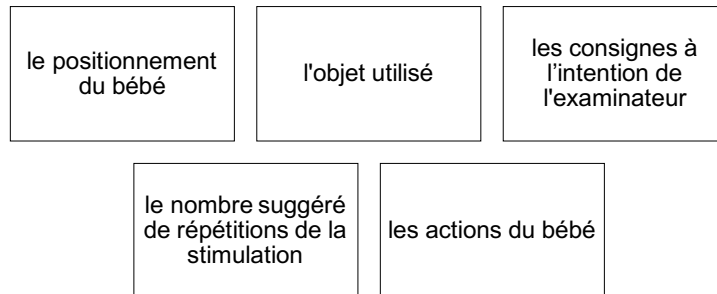 le positionnement
du bébé
l'objet utilisé
les consignes à
l’intention de
l'examinateur
le nombre suggéré
de répétitions de la
stimulation
les actions du bébé